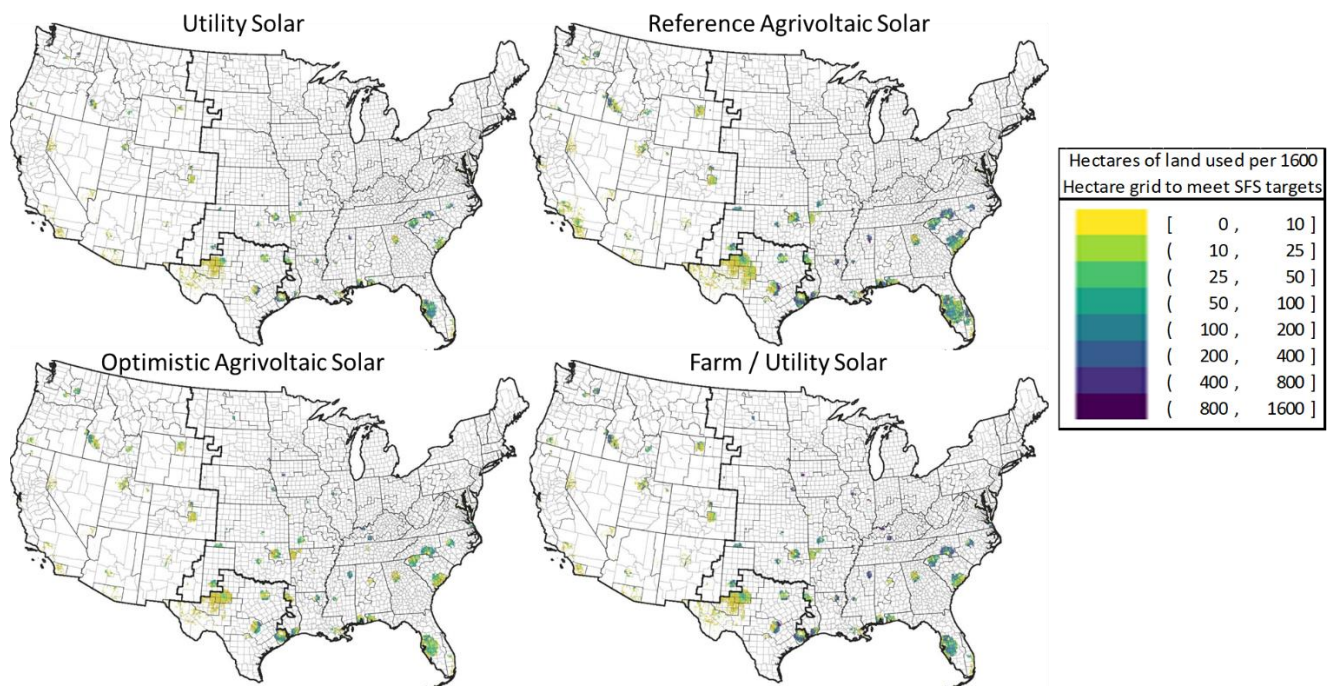 Utility Solar
Reference Agrivoltaic Solar
Optimistic Agrivoltaic Solar
Farm / Utility Solar
Hectares of land used per 1600
Hectare grid to meet SFS targets
[ 0 , 10 ]
( 10 , 25 ]
( 25 , 50 ]
( 50 , 100 ]
( 100 , 200 ]
( 200 , 400 ]
( 400 , 800 ]
( 800 , 1600 ]